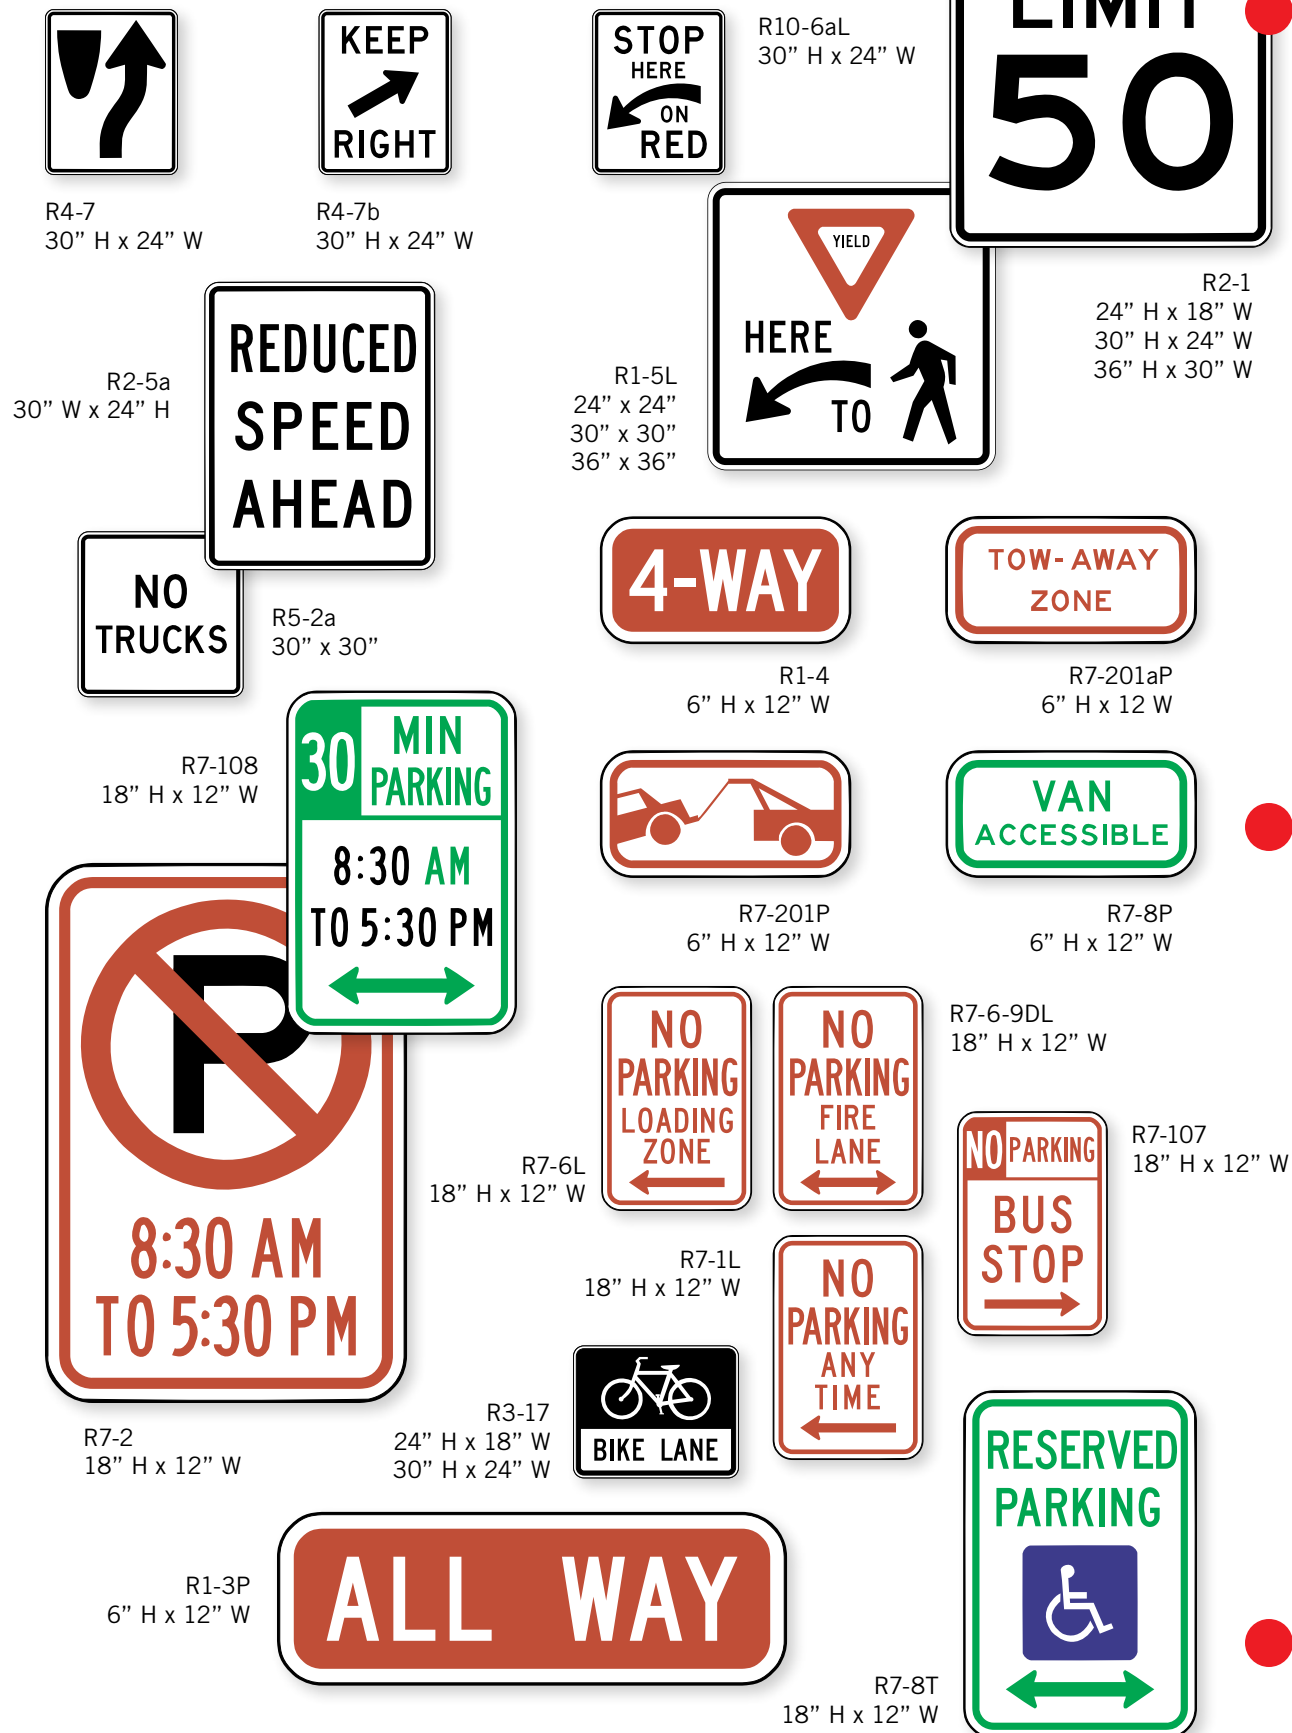 KEEP
RIGHT
STOP
HERE
ON
RED
R10-6aL
30” H x 24” W
LIMIT
50
R4-7
30” H x 24” W
R4-7b
30” H x 24” W
YIELD
HERE
TO
R2-1
24” H x 18” W
30” H x 24” W
36” H x 30” W
REDUCED
SPEED
AHEAD
R2-5a
30” W x 24” H
R1-5L
24” x 24”
30” x 30”
36” x 36”
NO
TRUCKS
R5-2a
30” x 30”
4-WAY
R1-4
6” H x 12” W
TOW-AWAY
ZONE
R7-201aP
6” H x 12 W
30 MIN
PARKING
8:30 AM
TO 5:30 PM
R7-108
18” H x 12” W
R7-201P
6” H x 12” W
VAN
ACCESSIBLE
R7-8P
6” H x 12” W
P
8:30 AM
TO 5:30 PM
R7-2
18” H x 12” W
NO
PARKING
LOADING
ZONE
R7-6L
18” H x 12” W
NO
PARKING
FIRE
LANE
R7-6-9DL
18” H x 12” W
NO PARKING
BUS
STOP
R7-107
18” H x 12” W
R7-1L
18” H x 12” W
NO
PARKING
ANY
TIME
R3-17
24” H x 18” W
30” H x 24” W
BIKE LANE
RESERVED
PARKING
R7-8T
18” H x 12” W
R1-3P
6” H x 12” W
ALL WAY